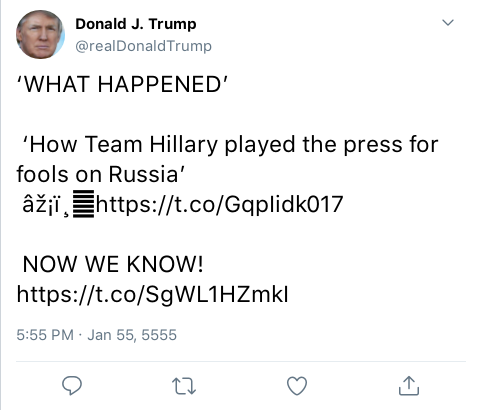 Donald J. Trump
@realDonaldTrump
‘WHAT HAPPENED’
‘How Team Hillary played the press for
fools on Russia’
âž¡ï¸https://t.co/Gqplidk017
NOW WE KNOW!
https://t.co/SgWL1HZmkI
5:55 PM · Jan 55, 5555